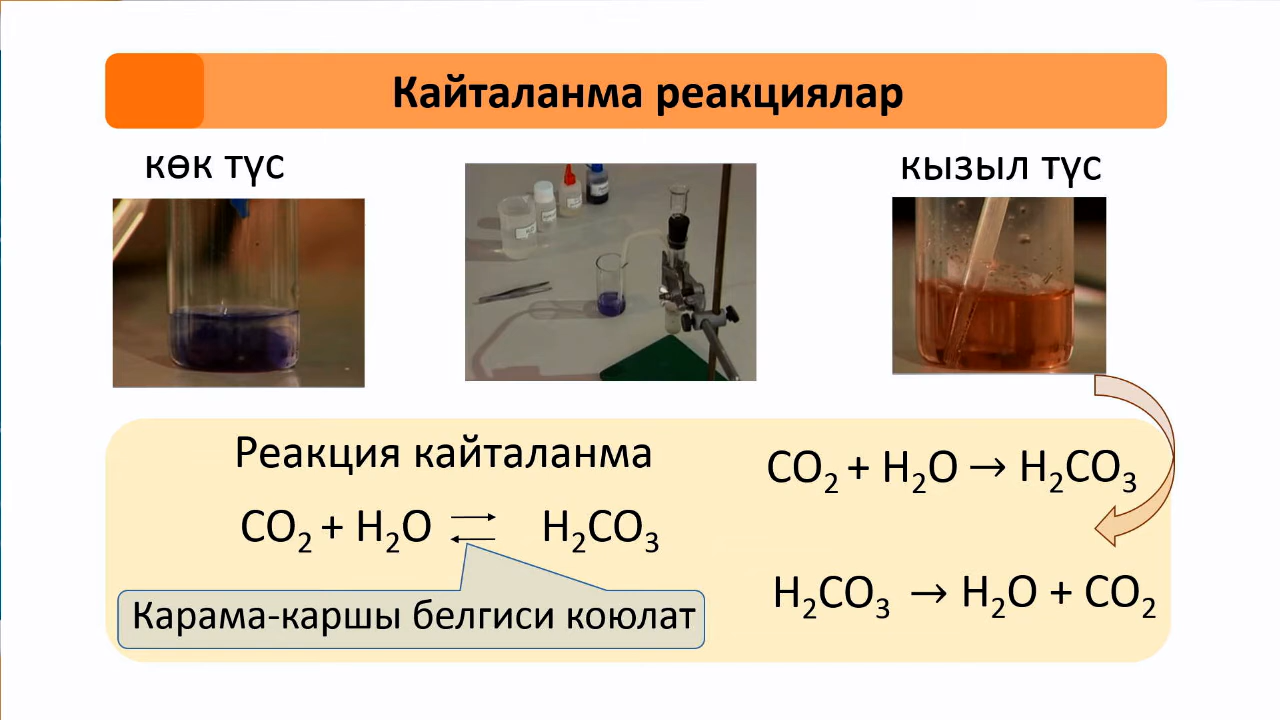 Кайталанма реакциялар
көк түс
кызыл түс
Реакция кайталанма
CO₂ + H₂O ⇄ H₂CO₃
Карама-каршы белгиси коюлат
CO₂ + H₂O → H₂CO₃
H₂CO₃ → H₂O + CO₂